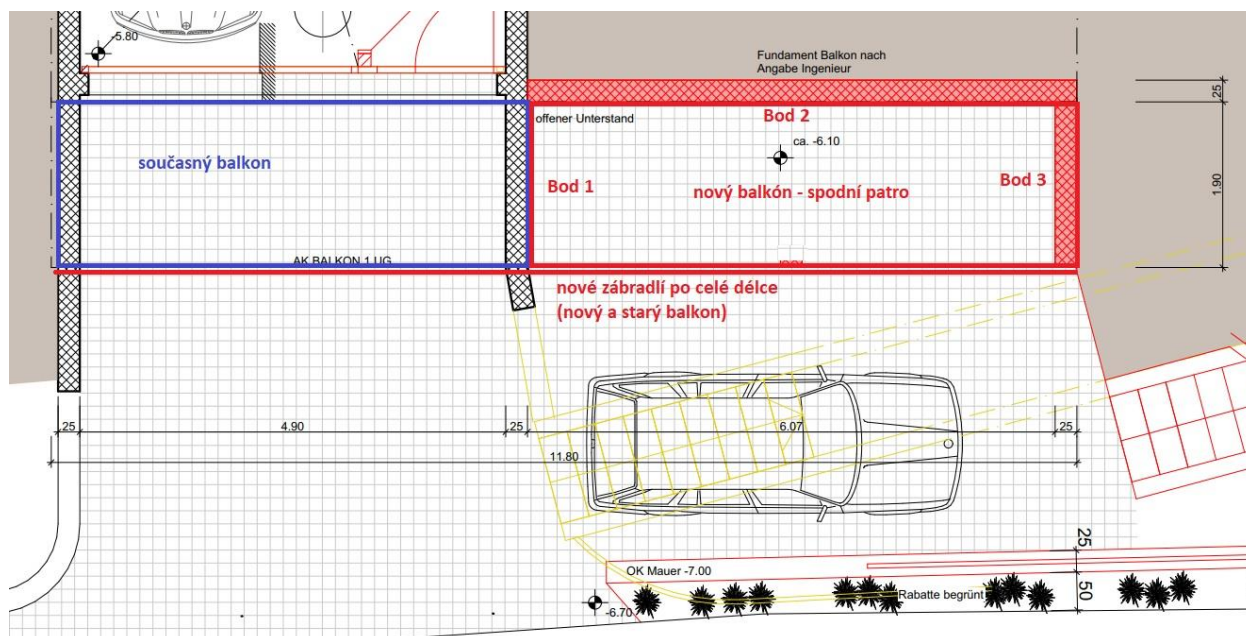 -5.80
Fundament Balkon nach
Angabe Ingenieur
25
offener Unterstand
Bod 2
ca. -6.10
současný balkon
Bod 1
Bod 3
nový balkón - spodní patro
1.90
AK BALKON 1.UG
nové zábradlí po celé délce
(nový a starý balkon)
25
4.90
25
6.07
25
11.80
25
OK Mauer -7.00
50
Rabatte begrünt
-6.70